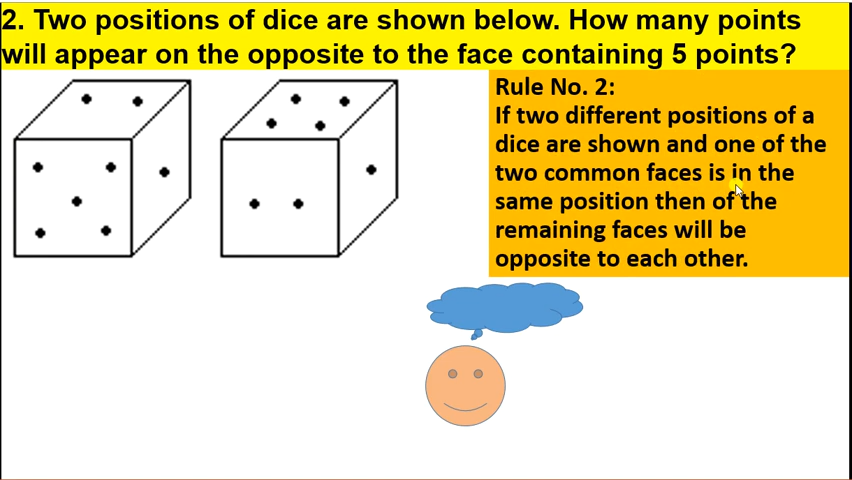 2. Two positions of dice are shown below. How many points
will appear on the opposite to the face containing 5 points?
Rule No. 2:
If two different positions of a
dice are shown and one of the
two common faces is in the
same position then of the
remaining faces will be
opposite to each other.